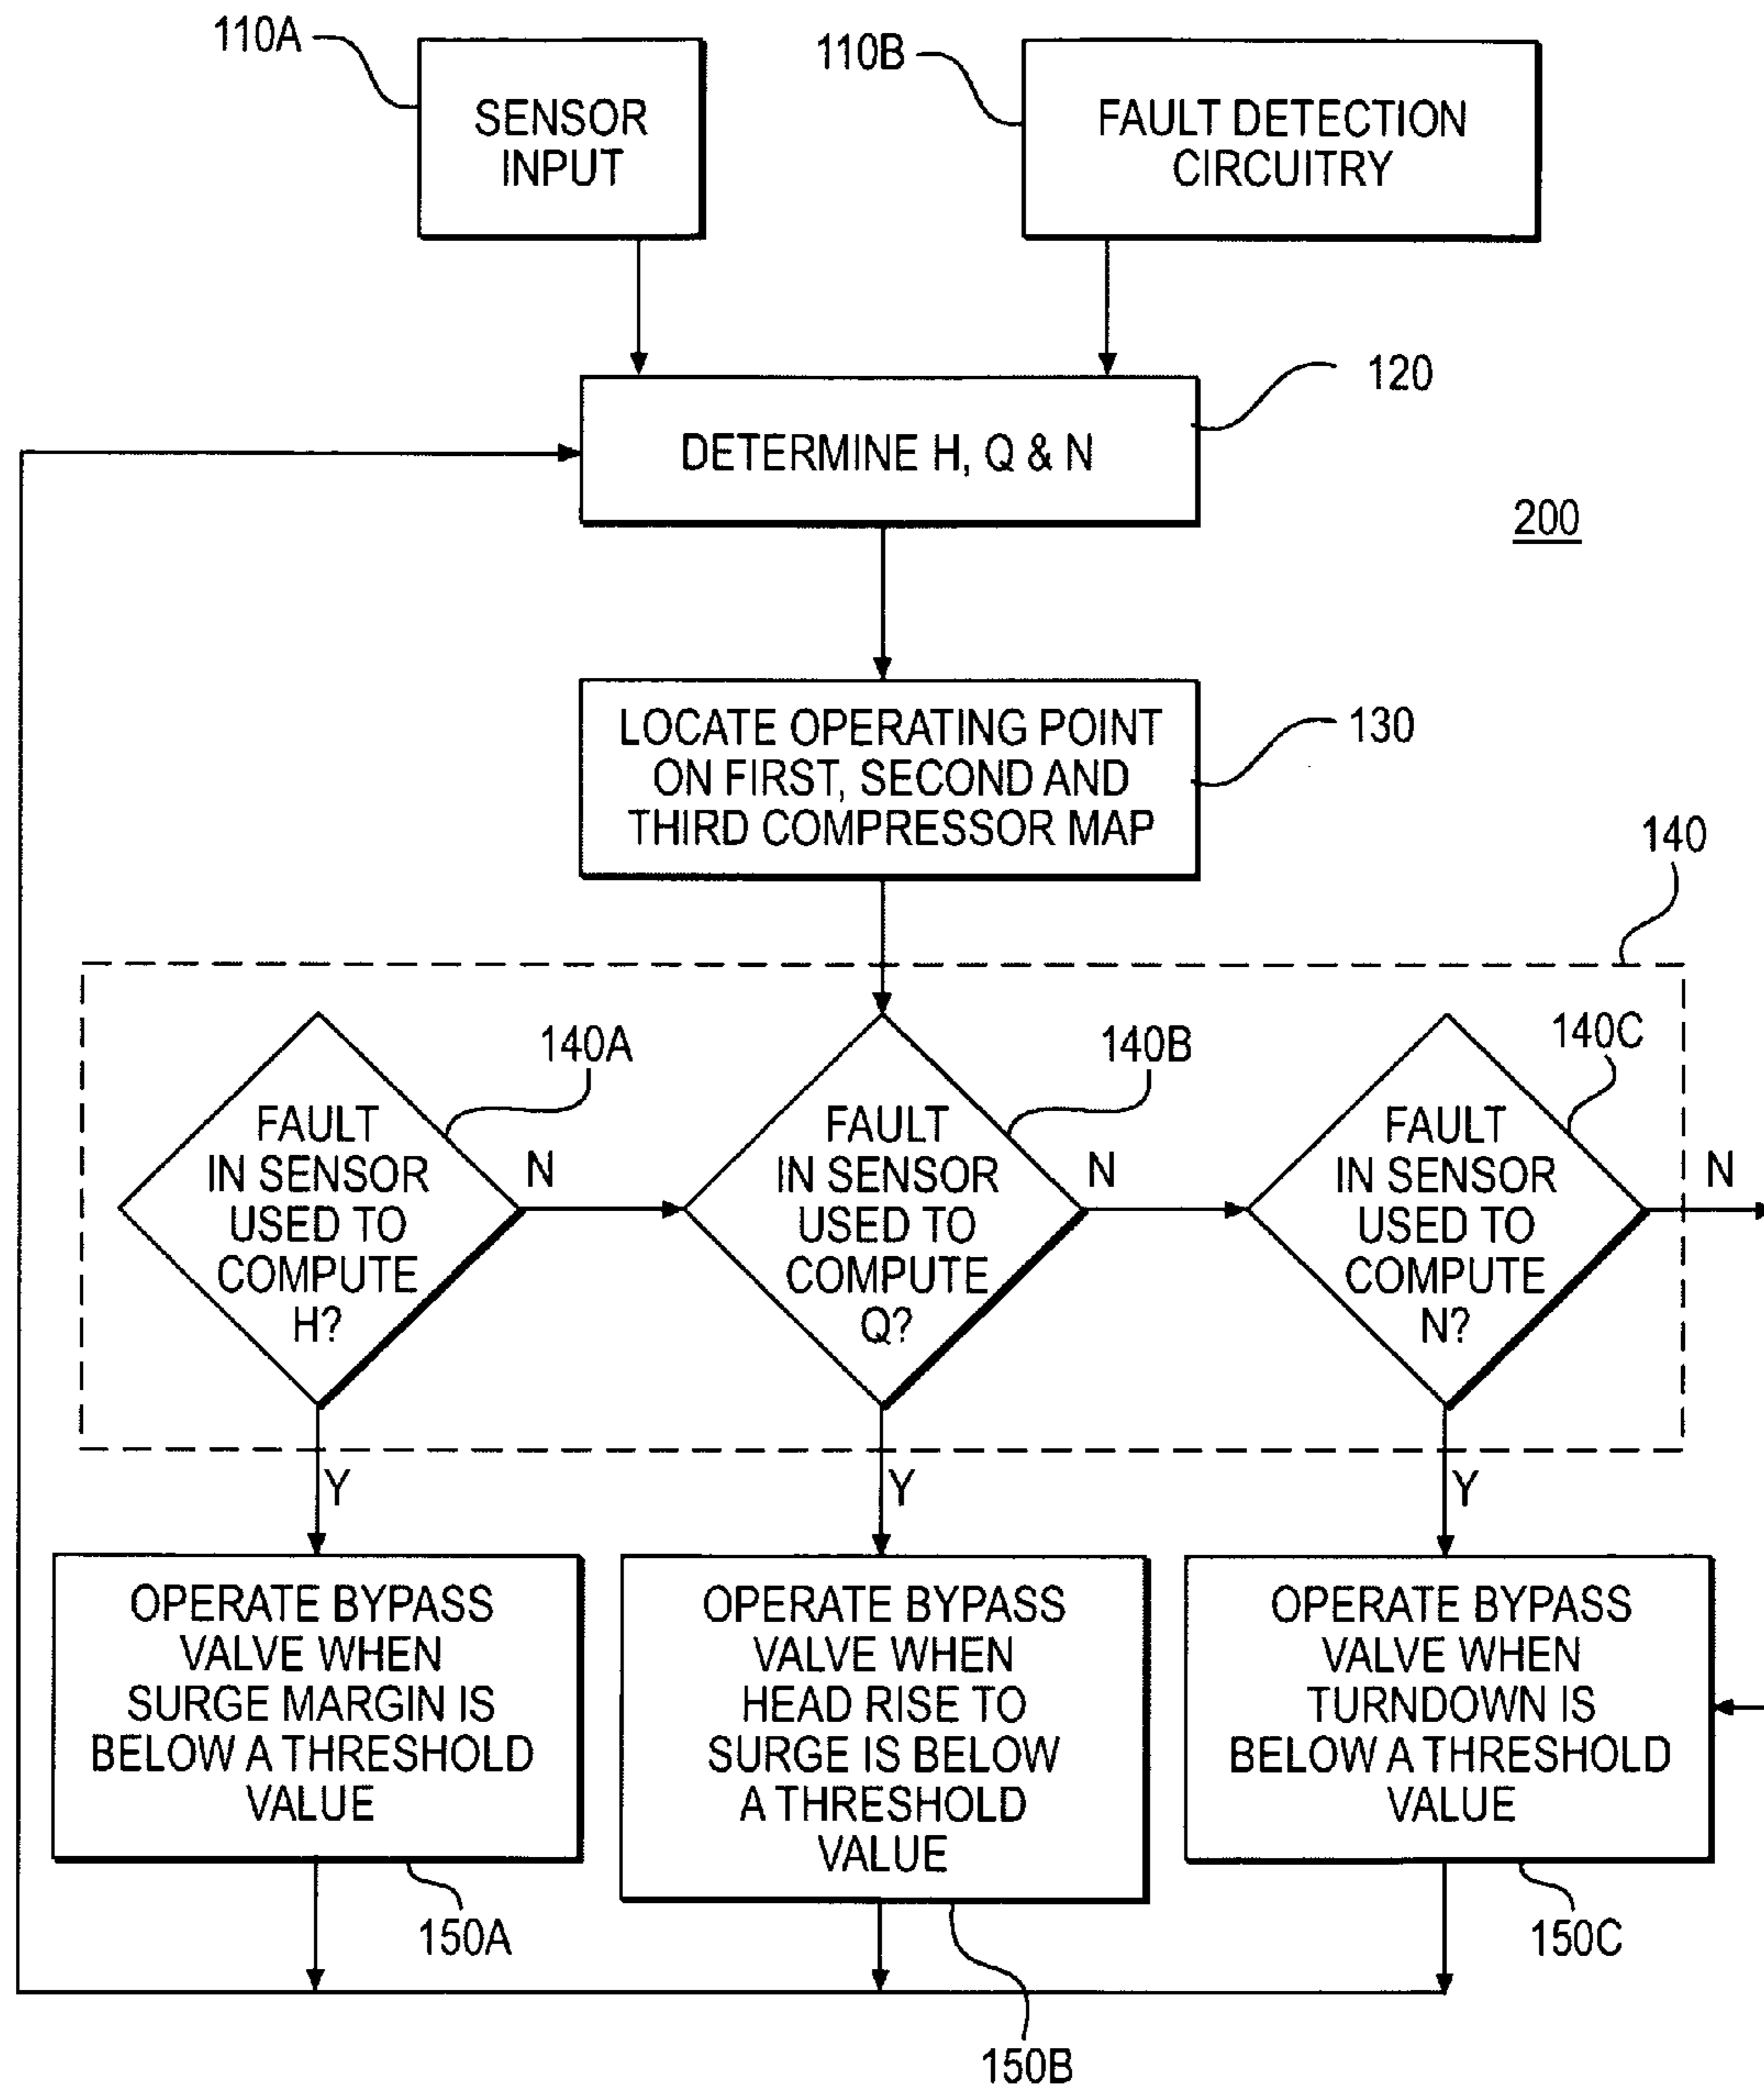 110A
SENSOR
INPUT
110B
FAULT DETECTION
CIRCUITRY
120
DETERMINE H, Q & N
200
LOCATE OPERATING POINT
ON FIRST, SECOND AND
THIRD COMPRESSOR MAP
130
140
140A
FAULT
IN SENSOR
USED TO
COMPUTE
H?
N
140B
FAULT
IN SENSOR
USED TO
COMPUTE
Q?
N
140C
FAULT
IN SENSOR
USED TO
COMPUTE
N?
N
Y
Y
Y
OPERATE BYPASS
VALVE WHEN
SURGE MARGIN IS
BELOW A THRESHOLD
VALUE
150A
OPERATE BYPASS
VALVE WHEN
HEAD RISE TO
SURGE IS BELOW
A THRESHOLD
VALUE
150B
OPERATE BYPASS
VALVE WHEN
TURNDOWN IS
BELOW A THRESHOLD
VALUE
150C